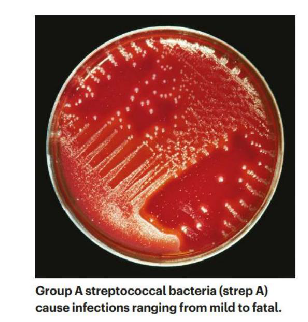 Group A streptococcal bacteria (strep A)
cause infections ranging from mild to fatal.